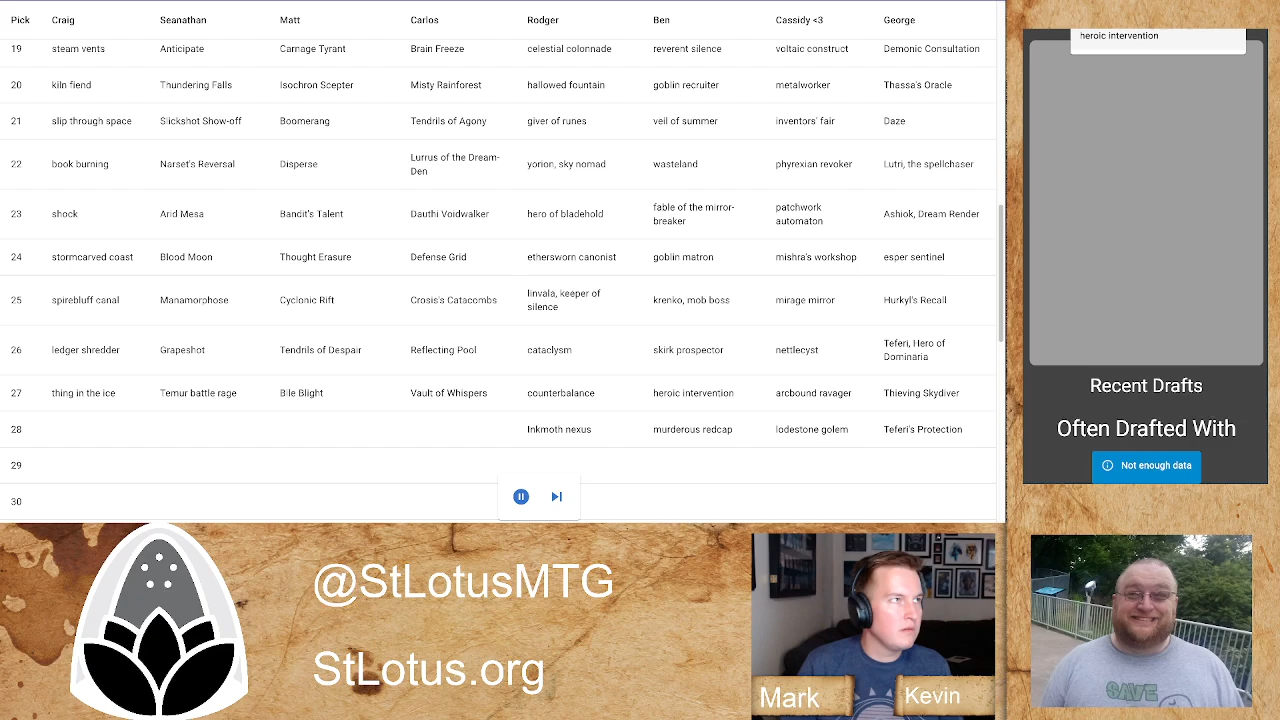 Pick Craig Seanathan Matt Carlos Rodger Ben Cassidy <3 George
19 steam vents Anticipate Carnage Tyrant Brain Freeze celestial colonnade reverent silence voltaic construct Demonic Consultation
20 kiln fiend Thundering Falls Isochron Scepter Misty Rainforest hallowed fountain goblin recruiter metalworker Thassa's Oracle
21 slip through space Slickshot Show-off Boomerang Tendrils of Agony giver of runes veil of summer inventors' fair Daze
22 book burning Narset's Reversal Disperse Lurrus of the Dream-
Den yorion, sky nomad wasteland phyrexian revoker Lutri, the spellchaser
23 shock Arid Mesa Bandit's Talent Dauthi Voidwalker hero of bladehold fable of the mirror-
breaker patchwork
automaton Ashiok, Dream Render
24 stormcarved coast Blood Moon Thought Erasure Defense Grid ethersworn canonist goblin matron mishra's workshop esper sentinel
25 spirebluff canal Manamorphose Cyclonic Rift Crosis's Catacombs linvala, keeper of
silence krenko, mob boss mirage mirror Hurkyl's Recall
26 ledger shredder Grapeshot Tendrils of Despair Reflecting Pool cataclysm skirk prospector nettlecyst Teferi, Hero of
Dominaria
27 thing in the ice Temur battle rage Bile Blight Vault of Whispers counterbalance heroic intervention arcbound ravager Thieving Skydiver
28 Inkmoth nexus murderous redcap lodestone golem Teferi's Protection
29
30
heroic intervention
Recent Drafts
Often Drafted With
Not enough data
@StLotusMTG
StLotus.org
Mark
Kevin
SAVE